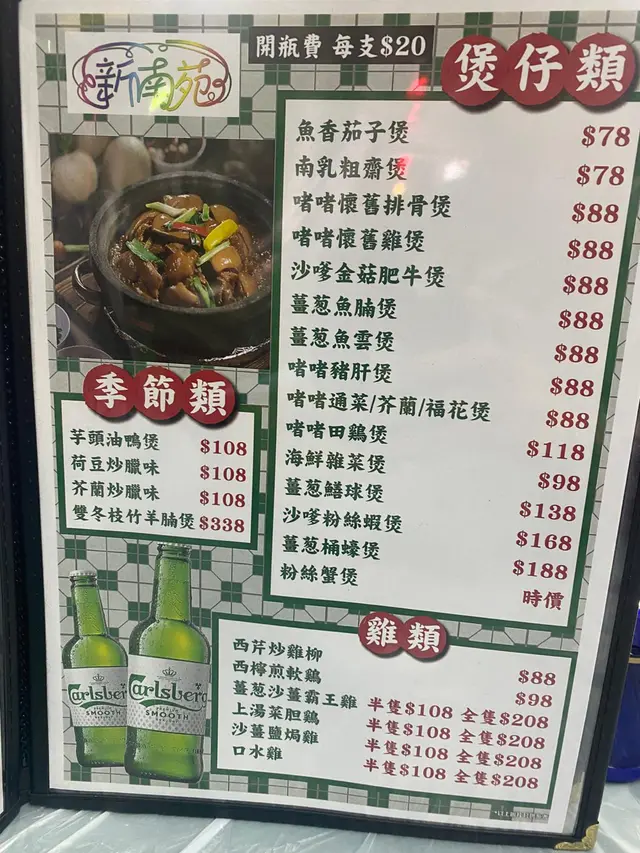 新南苑
開瓶費 每支$20
煲仔類
魚香茄子煲 $78
南乳粗齋煲 $78
啫啫懷舊排骨煲 $88
啫啫懷舊雞煲 $88
沙嗲金菇肥牛煲 $88
薑葱魚腩煲 $88
薑葱魚雲煲 $88
啫啫豬肝煲 $88
啫啫通菜/芥蘭/福花煲 $88
啫啫田鷄煲 $118
海鮮雜菜煲 $98
薑葱鱔球煲 $138
沙嗲粉絲蝦煲 $168
薑葱桶蠔煲 $188
粉絲蟹煲 時價
季節類
芋頭油鴨煲 $108
荷豆炒臘味 $108
芥蘭炒臘味 $108
雙冬枝竹羊腩煲 $338
雞類
西芹炒雞柳 $88
西檸煎軟鷄 $98
薑葱沙薑霸王雞 半隻$108 全隻$208
上湯菜胆鷄 半隻$108 全隻$208
沙薑鹽焗雞 半隻$108 全隻$208
口水雞 半隻$108 全隻$208
Carlsberg
SMOOTH
Carlsberg
SMOOTH